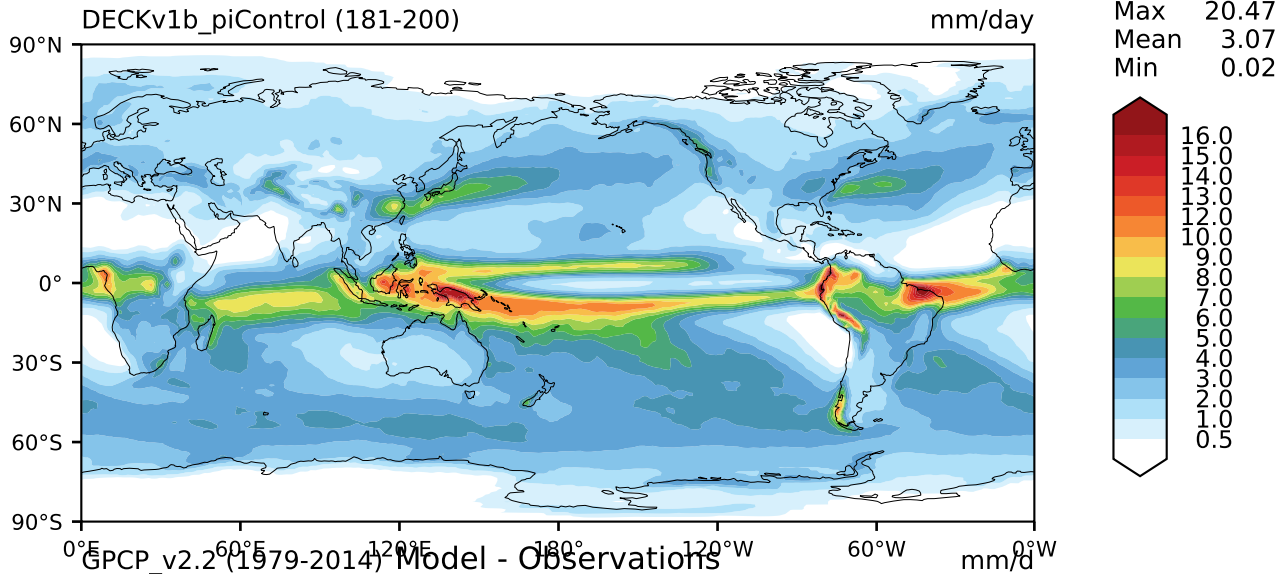 DECKv1b_piControl (181-200) mm/day
Max 20.47
Mean 3.07
Min 0.02
90°N
60°N
30°N
0°
30°S
60°S
90°S
0°E 60°E 120°E 180° 120°W 60°W 0°W
16.0
15.0
14.0
13.0
12.0
10.0
9.0
8.0
7.0
6.0
5.0
4.0
3.0
2.0
1.0
0.5
GPCP_v2.2 (1979-2014) Model - Observations mm/d